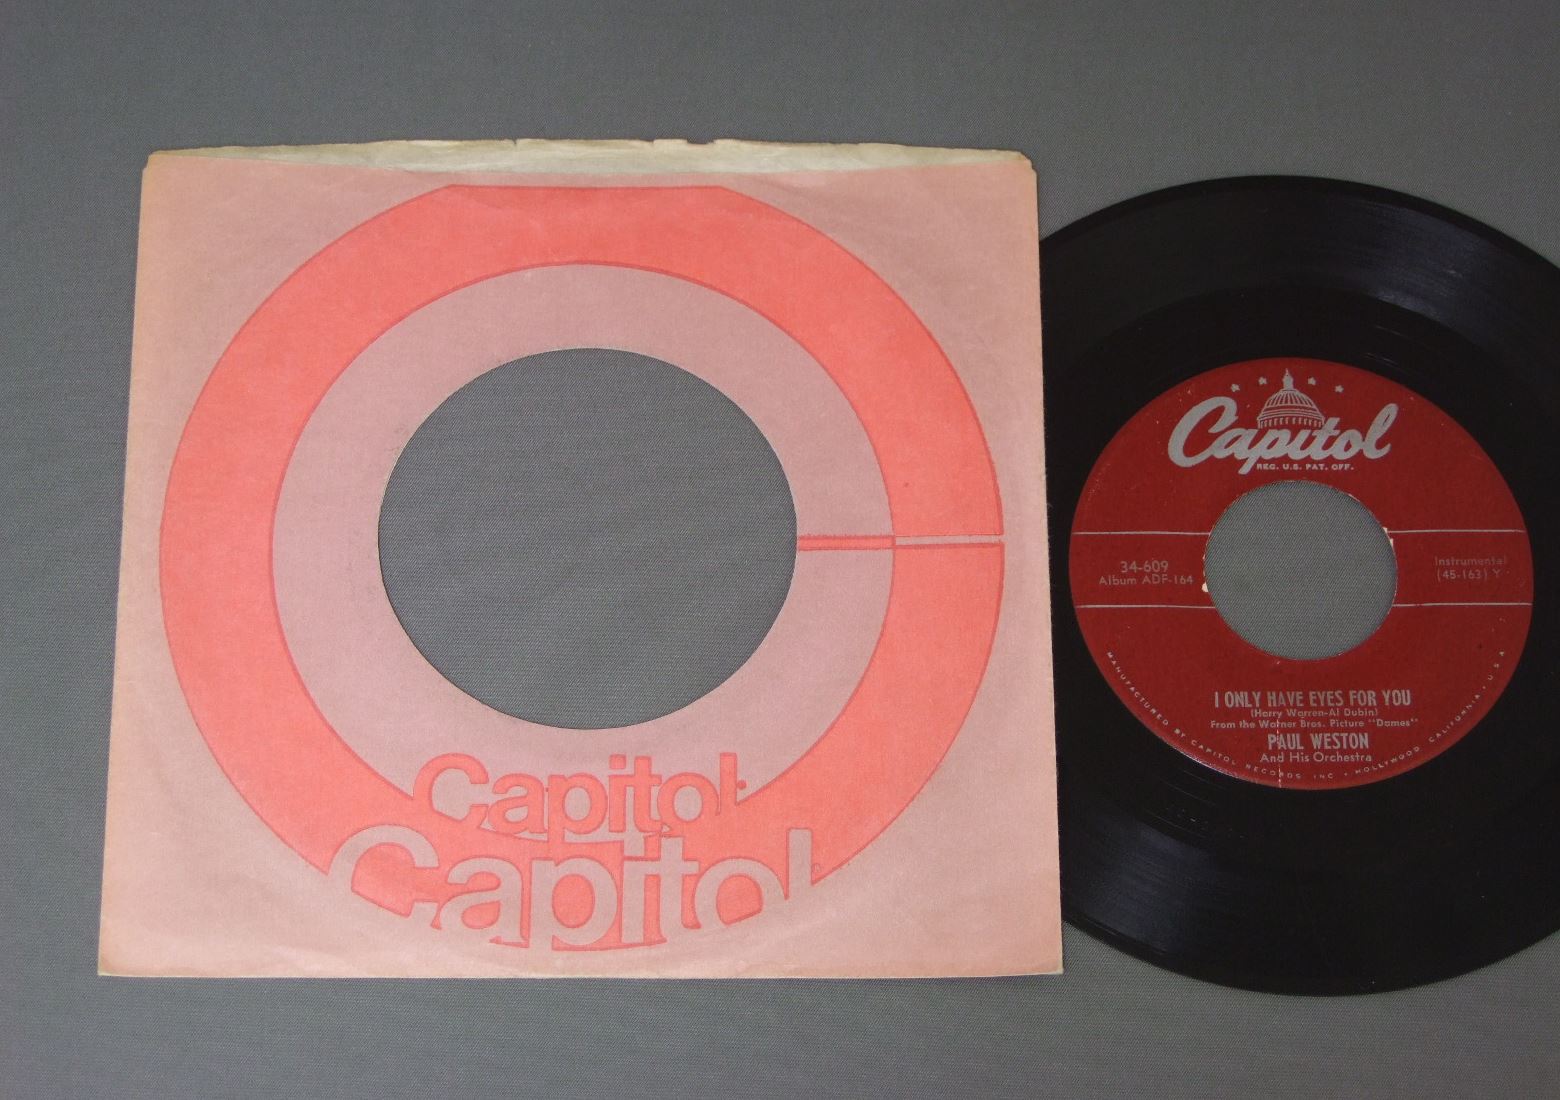 Capitol
Capitol
Capitol
REG. U.S. PAT. OFF.
34-609
Album ADF-164
Instrumental
(45-163) Y
I ONLY HAVE EYES FOR YOU
(Harry Warren-Al Dubin)
From the Warner Bros. Picture "Dames"
PAUL WESTON
And His Orchestra
MANUFACTURED BY CAPITOL RECORDS INC • HOLLYWOOD CALIFORNIA • U.S.A